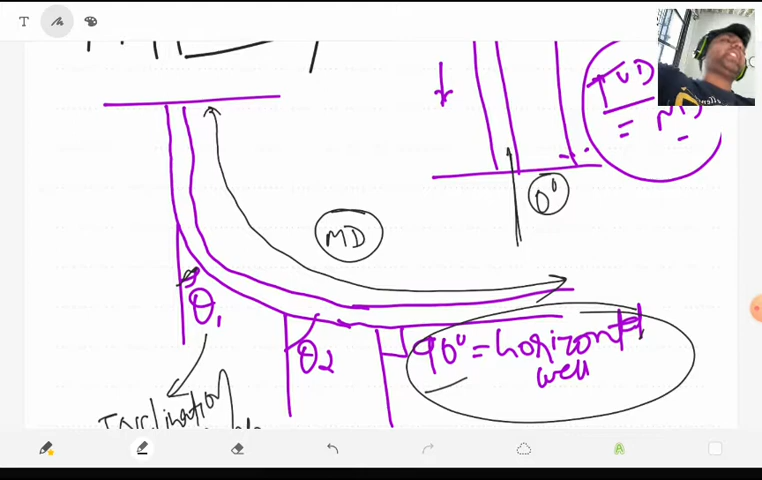 TVD
= MD
0°
MD
θ1
θ2
90° = horizontal
well
Inclination